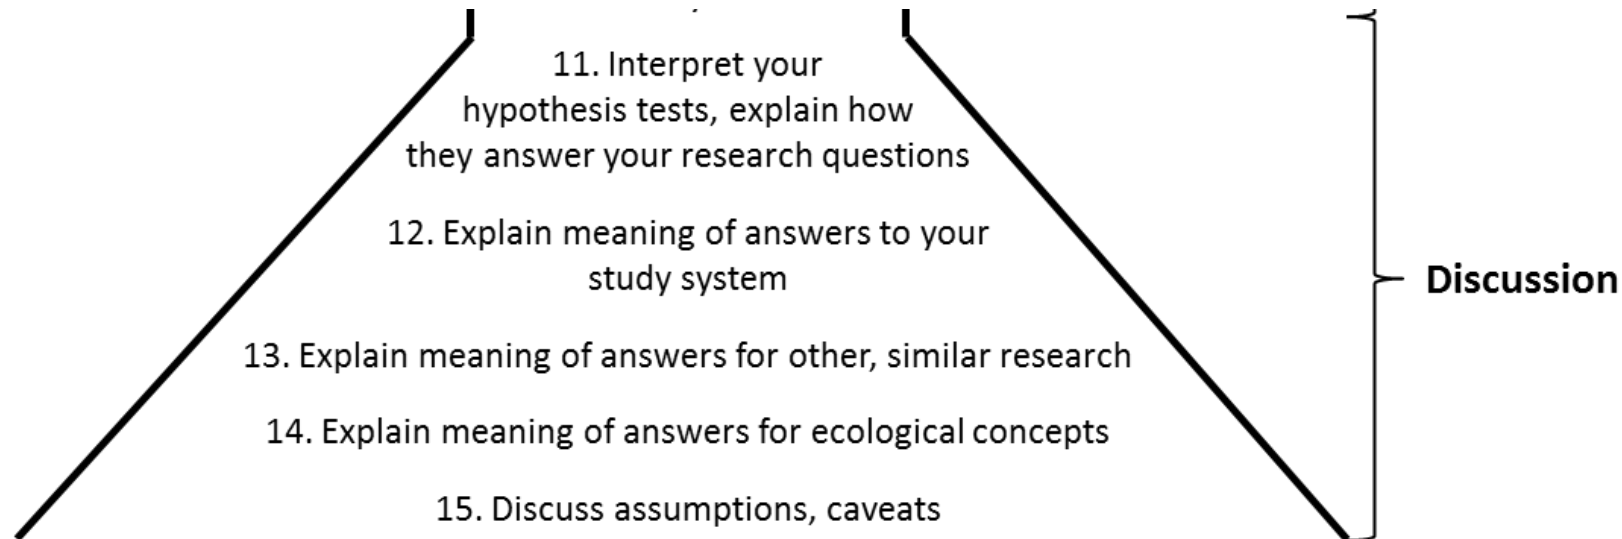 11. Interpret your
hypothesis tests, explain how
they answer your research questions
12. Explain meaning of answers to your
study system
13. Explain meaning of answers for other, similar research
14. Explain meaning of answers for ecological concepts
15. Discuss assumptions, caveats
Discussion